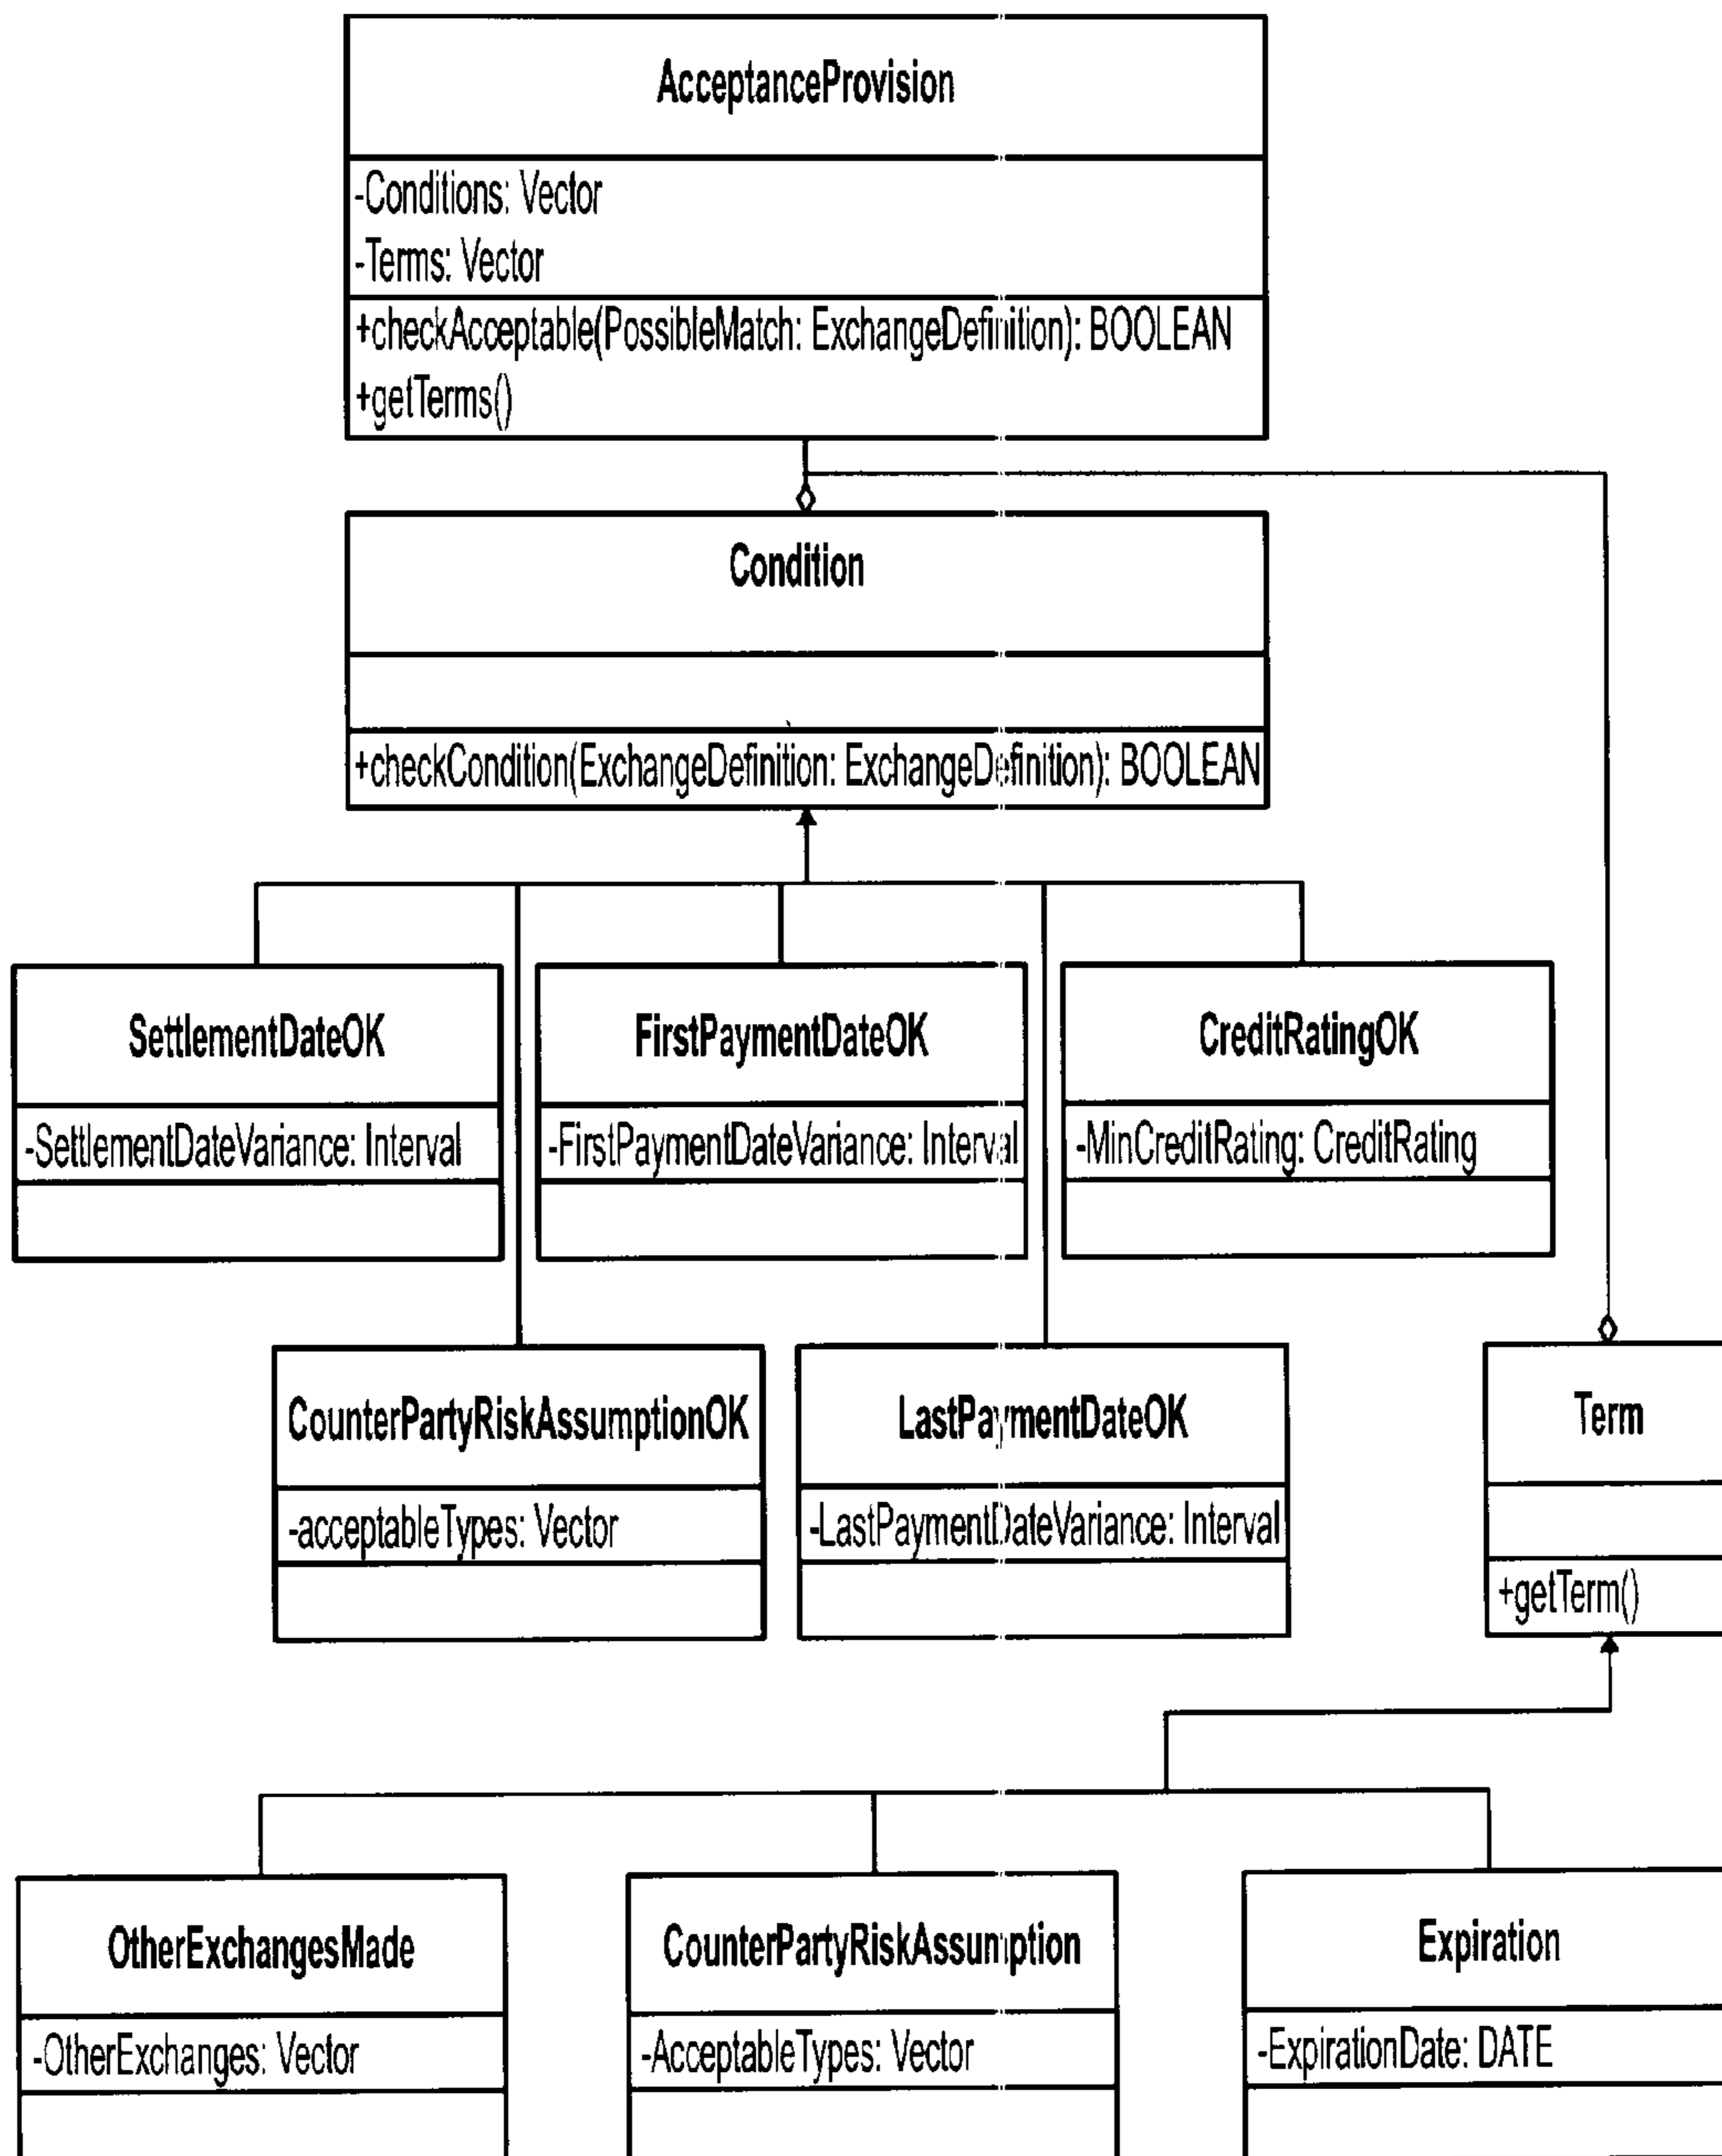 AcceptanceProvision
-Conditions: Vector
-Terms: Vector
+checkAcceptable(PossibleMatch: ExchangeDefinition): BOOLEAN
+getTerms()
Condition
+checkCondition(ExchangeDefinition: ExchangeDefinition): BOOLEAN
SettlementDateOK
-SettlementDateVariance: Interval
FirstPaymentDateOK
-FirstPaymentDateVariance: Interval
CreditRatingOK
-MinCreditRating: CreditRating
CounterPartyRiskAssumptionOK
-acceptableTypes: Vector
LastPaymentDateOK
-LastPaymentDateVariance: Interval
Term
+getTerm()
OtherExchangesMade
-OtherExchanges: Vector
CounterPartyRiskAssumption
-AcceptableTypes: Vector
Expiration
-ExpirationDate: DATE